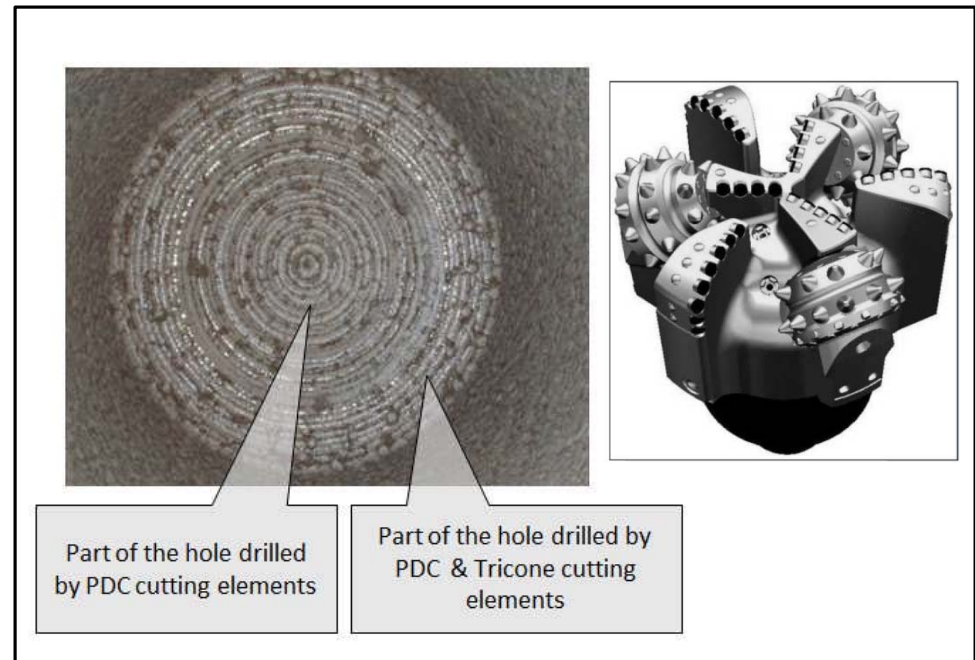 Part of the hole drilled
by PDC cutting elements
Part of the hole drilled by
PDC & Tricone cutting
elements